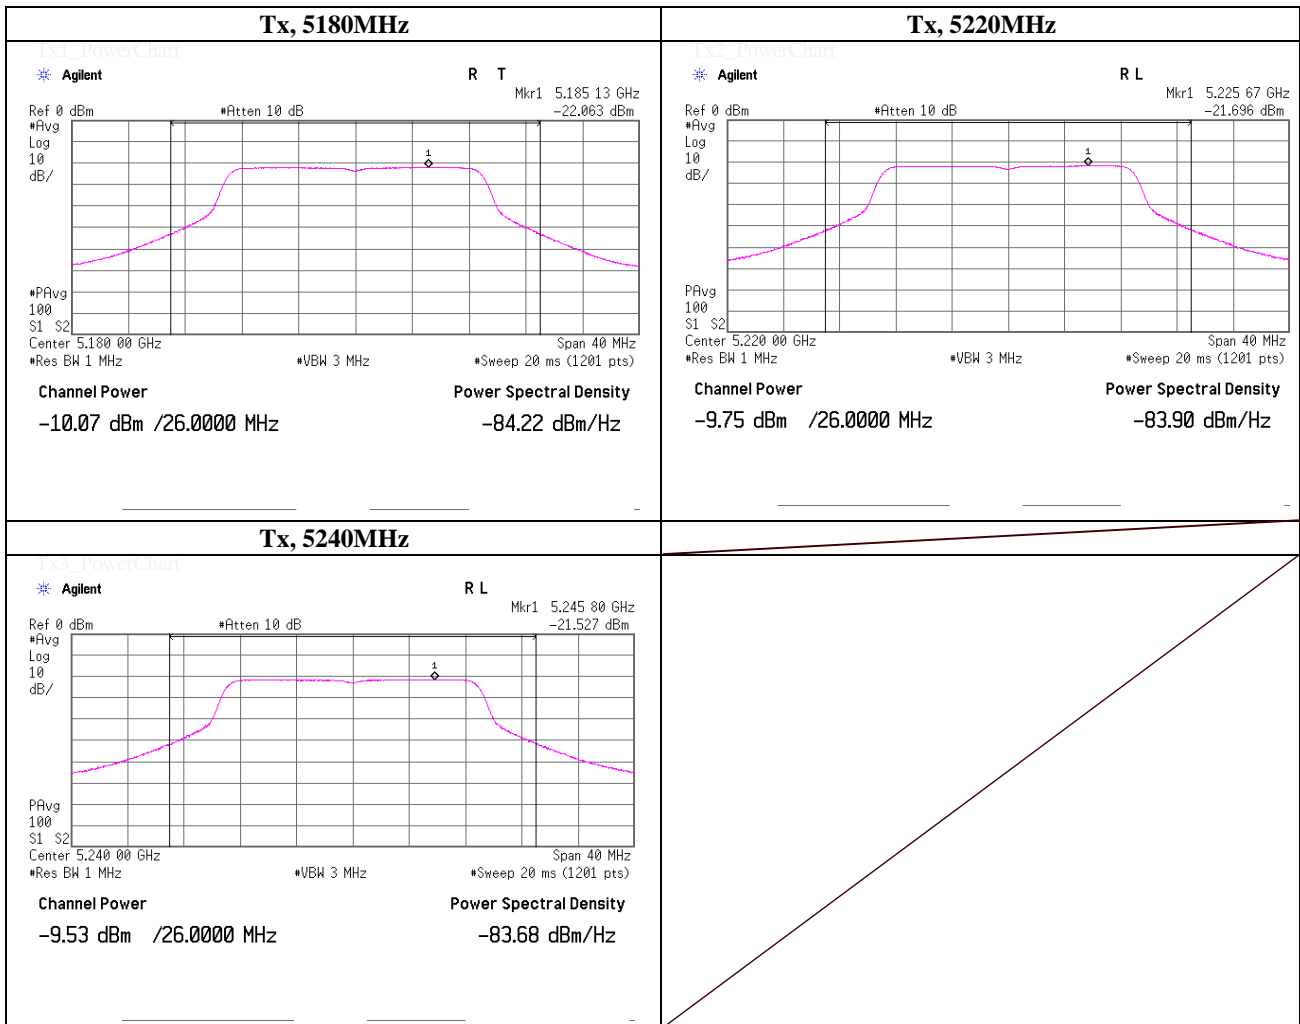 Tx, 5180MHz
Tx1_PowerChart
Agilent
R T
Mkr1 5.185 13 GHz
Ref 0 dBm #Atten 10 dB -22.063 dBm
#Avg
Log
10
dB/
1
#PAvg
100
S1 S2
Center 5.180 00 GHz Span 40 MHz
#Res BW 1 MHz #VBW 3 MHz #Sweep 20 ms (1201 pts)
Channel Power Power Spectral Density
-10.07 dBm /26.0000 MHz -84.22 dBm/Hz
Tx, 5220MHz
Tx2_PowerChart
Agilent
R L
Mkr1 5.225 67 GHz
Ref 0 dBm #Atten 10 dB -21.696 dBm
#Avg
Log
10
dB/
1
PAvg
100
S1 S2
Center 5.220 00 GHz Span 40 MHz
#Res BW 1 MHz #VBW 3 MHz #Sweep 20 ms (1201 pts)
Channel Power Power Spectral Density
-9.75 dBm /26.0000 MHz -83.90 dBm/Hz
Tx, 5240MHz
Tx3_PowerChart
Agilent
R L
Mkr1 5.245 80 GHz
Ref 0 dBm #Atten 10 dB -21.527 dBm
#Avg
Log
10
dB/
1
PAvg
100
S1 S2
Center 5.240 00 GHz Span 40 MHz
#Res BW 1 MHz #VBW 3 MHz #Sweep 20 ms (1201 pts)
Channel Power Power Spectral Density
-9.53 dBm /26.0000 MHz -83.68 dBm/Hz